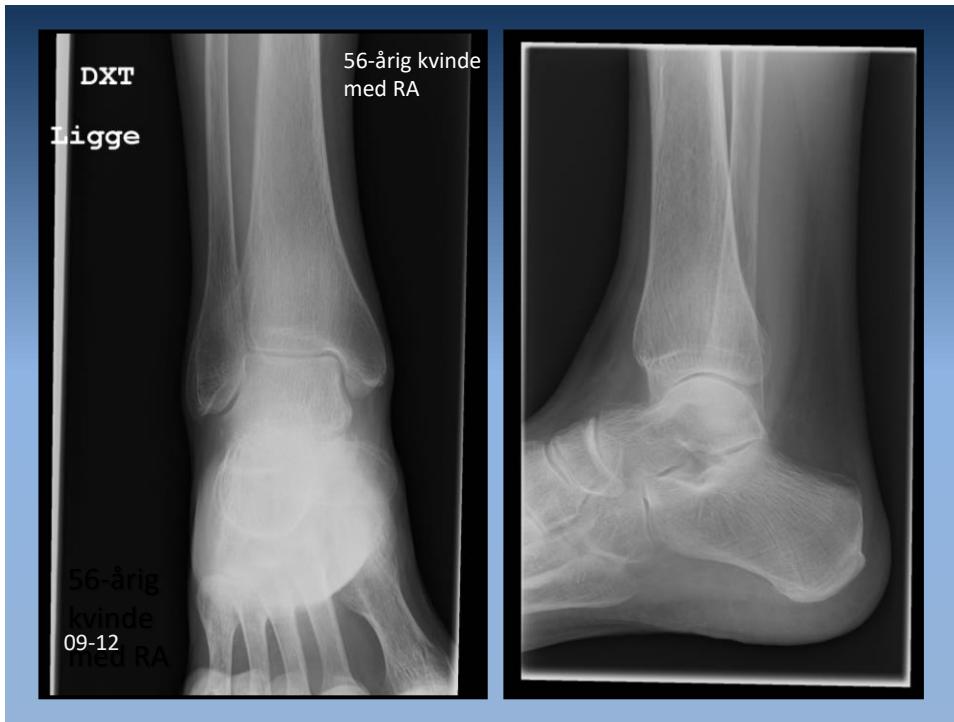 DXT
Ligge
56-årig kvinde
med RA
56-årig
kvinde
med RA
09-12